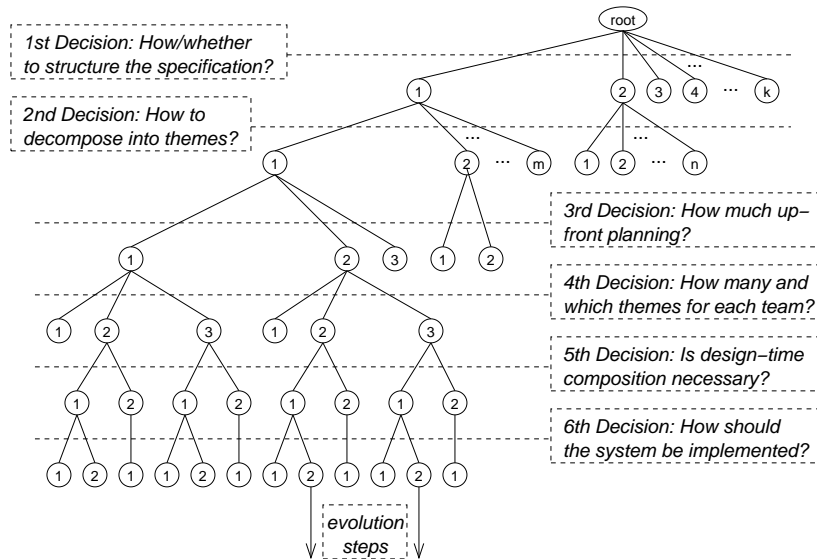 root
1st Decision: How/whether
to structure the specification?
...
1 2 3 4 ... k
2nd Decision: How to
decompose into themes?
... ...
1 2 ... m 1 2 ... n
3rd Decision: How much up-
front planning?
1 2 3 1 2
4th Decision: How many and
which themes for each team?
1 2 3 1 2 3
5th Decision: Is design-time
composition necessary?
1 2 1 2 1 2 1 2
6th Decision: How should
the system be implemented?
1 2 1 1 2 1 1 2 1 1 2 1
evolution
steps